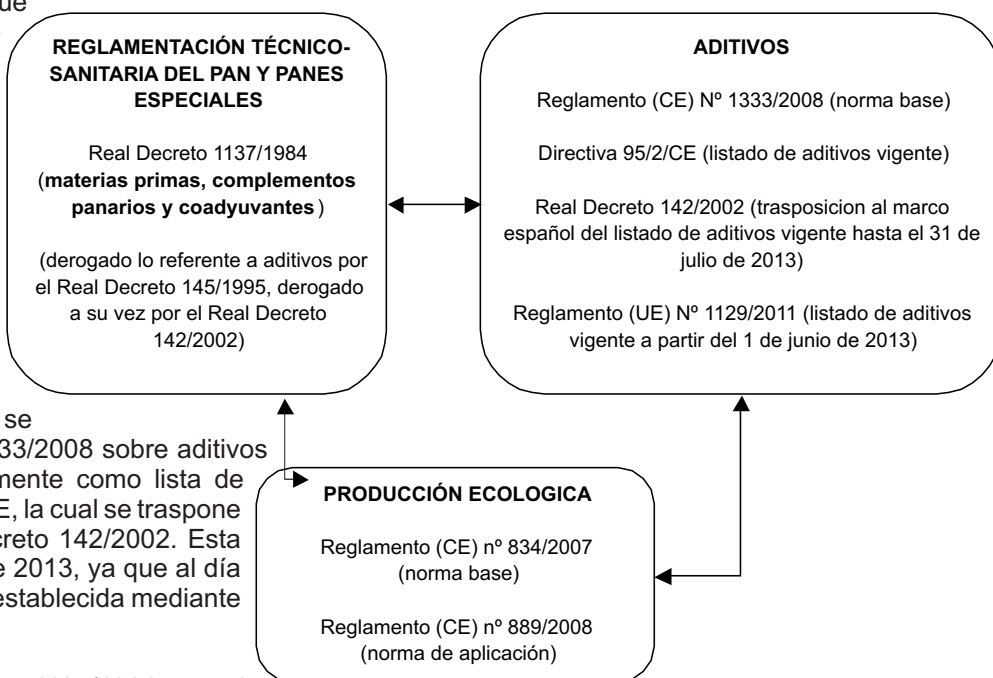 ue
REGLAMENTACIÓN TÉCNICO-
SANITARIA DEL PAN Y PANES
ESPECIALES
Real Decreto 1137/1984
(materias primas, complementos
panarios y coadyuvantes )
(derogado lo referente a aditivos por
el Real Decreto 145/1995, derogado
a su vez por el Real Decreto
142/2002)
ADITIVOS
Reglamento (CE) Nº 1333/2008 (norma base)
Directiva 95/2/CE (listado de aditivos vigente)
Real Decreto 142/2002 (trasposicion al marco
español del listado de aditivos vigente hasta el 31 de
julio de 2013)
Reglamento (UE) Nº 1129/2011 (listado de aditivos
vigente a partir del 1 de junio de 2013)
se
33/2008 sobre aditivos
mente como lista de
E, la cual se traspone
creto 142/2002. Esta
e 2013, ya que al día
establecida mediante
PRODUCCIÓN ECOLOGICA
Reglamento (CE) nº 834/2007
(norma base)
Reglamento (CE) nº 889/2008
(norma de aplicación)